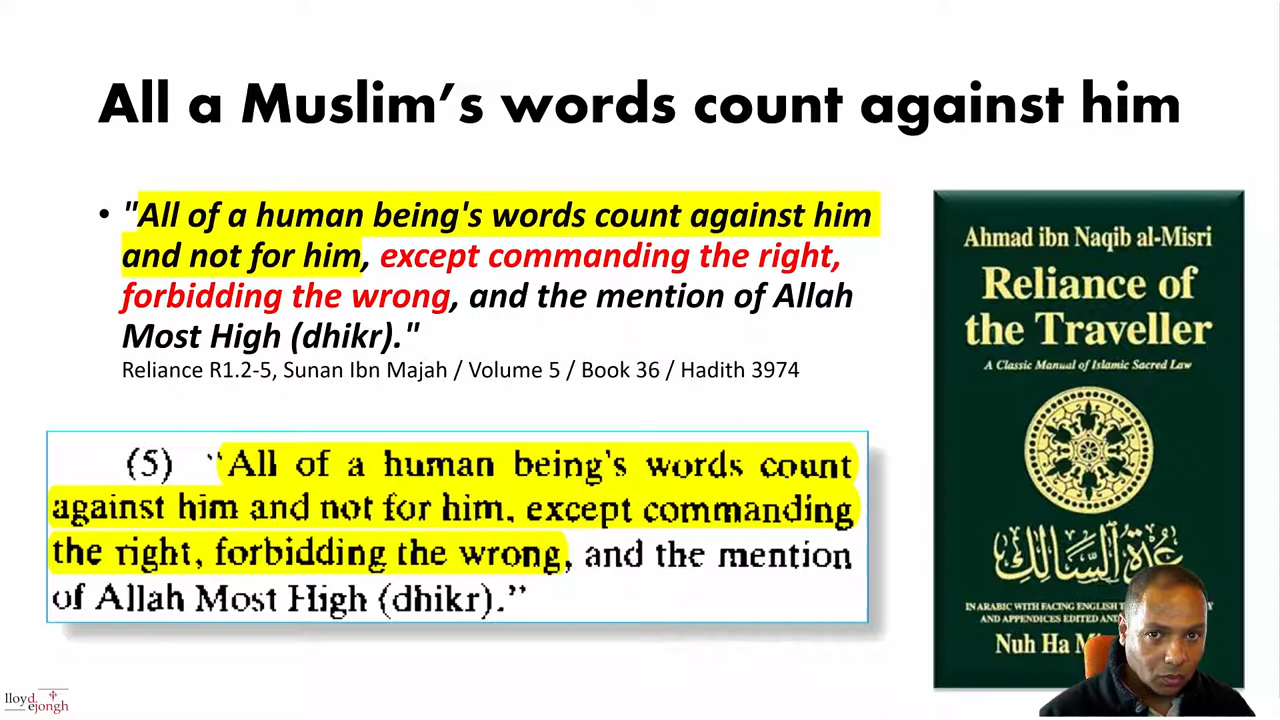 All a Muslim's words count against him
• "All of a human being's words count against him
and not for him, except commanding the right,
forbidding the wrong, and the mention of Allah
Most High (dhikr)."
Reliance R1.2-5, Sunan Ibn Majah / Volume 5 / Book 36 / Hadith 3974
(5) "All of a human being's words count
against him and not for him, except commanding
the right, forbidding the wrong, and the mention
of Allah Most High (dhikr)."
Ahmad ibn Naqib al-Misri
Reliance of
the Traveller
A Classic Manual of Islamic Sacred Law
عمدة السالك
IN ARABIC WITH FACING ENGLISH
AND APPENDICES EDITED AND
Nuh Ha
lloyd
ejongh